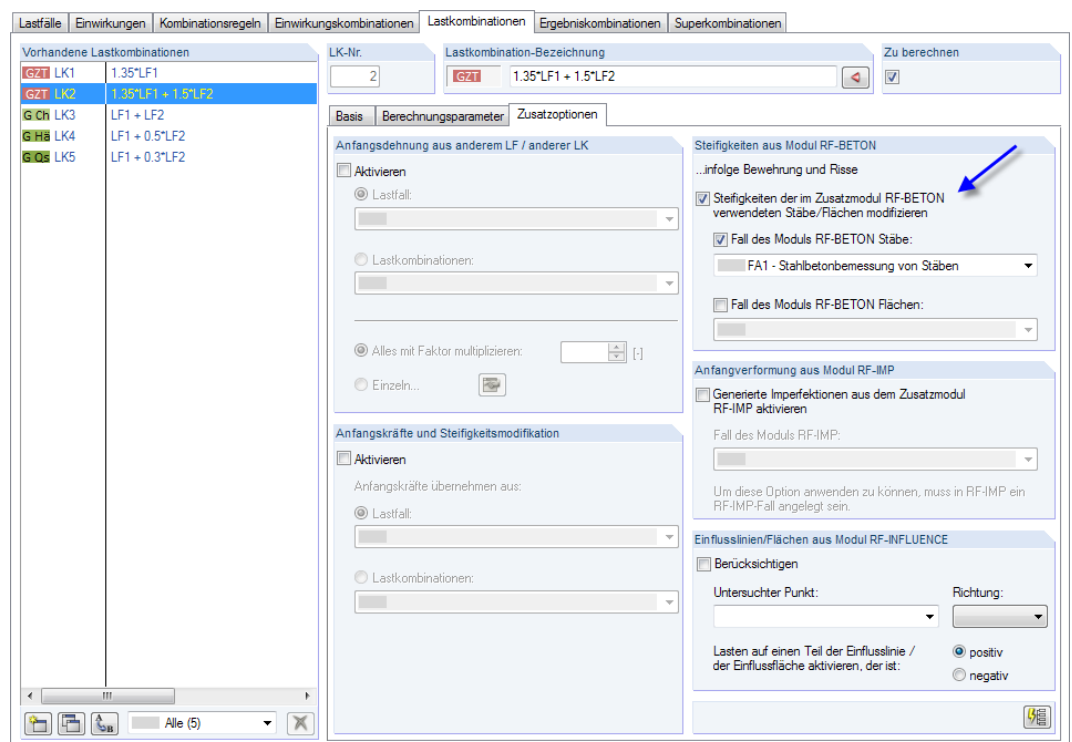 Lastfälle Einwirkungen Kombinationsregeln Einwirkungskombinationen Lastkombinationen Ergebniskombinationen Superkombinationen
Vorhandene Lastkombinationen
GZT LK1 1.35*LF1
GZT LK2 1.35*LF1 + 1.5*LF2
G Ch LK3 LF1 + LF2
G Hä LK4 LF1 + 0.5*LF2
G Qs LK5 LF1 + 0.3*LF2
Alle (5)
LK-Nr.
2
Lastkombination-Bezeichnung
GZT 1.35*LF1 + 1.5*LF2
Zu berechnen
Basis Berechnungsparameter Zusatzoptionen
Anfangsdehnung aus anderem LF / anderer LK
Aktivieren
Lastfall:
Lastkombinationen:
Alles mit Faktor multiplizieren: [-]
Einzeln...
Anfangskräfte und Steifigkeitsmodifikation
Aktivieren
Anfangskräfte übernehmen aus:
Lastfall:
Lastkombinationen:
Steifigkeiten aus Modul RF-BETON
...infolge Bewehrung und Risse
Steifigkeiten der im Zusatzmodul RF-BETON
verwendeten Stäbe/Flächen modifizieren
Fall des Moduls RF-BETON Stäbe:
FA1 - Stahlbetonbemessung von Stäben
Fall des Moduls RF-BETON Flächen:
Anfangverformung aus Modul RF-IMP
Generierte Imperfektionen aus dem Zusatzmodul
RF-IMP aktivieren
Fall des Moduls RF-IMP:
Um diese Option anwenden zu können, muss in RF-IMP ein
RF-IMP-Fall angelegt sein.
Einflusslinien/Flächen aus Modul RF-INFLUENCE
Berücksichtigen
Untersuchter Punkt: Richtung:
Lasten auf einen Teil der Einflusslinie /
der Einflussfläche aktivieren, der ist:
positiv
negativ